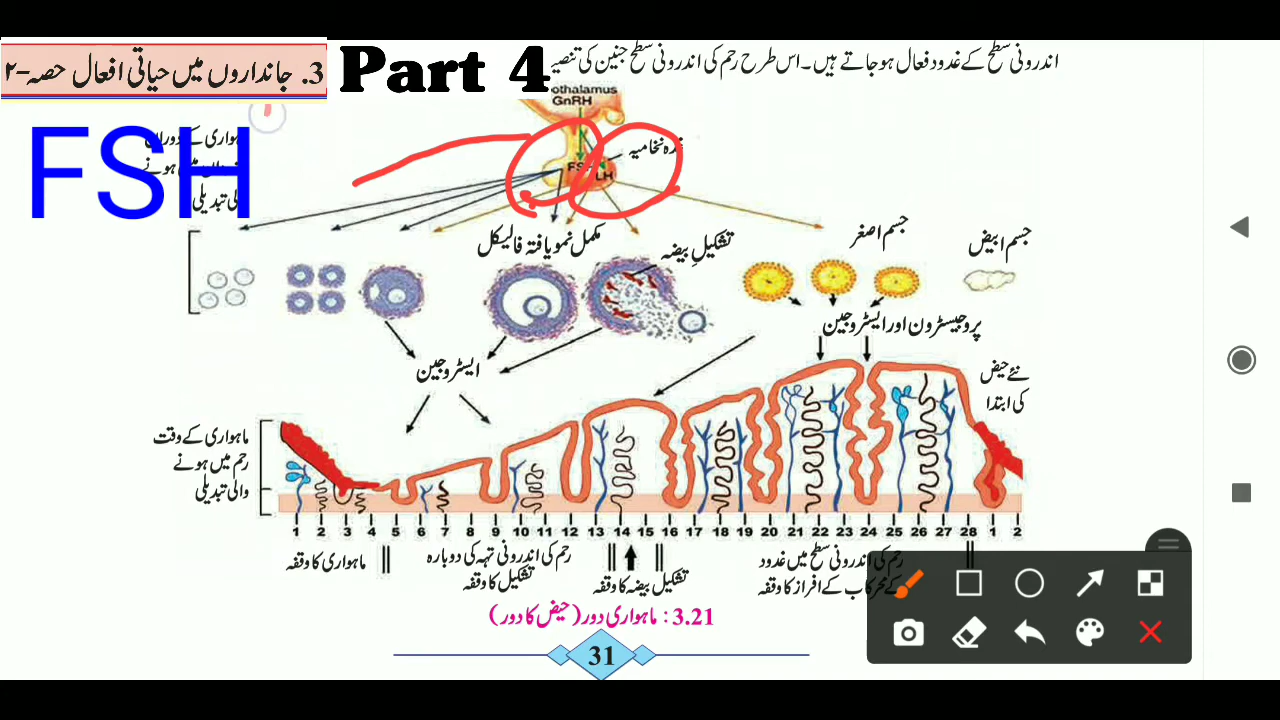 اندرونی سطح کے غدود فعال ہوجاتے ہیں۔ اس طرح رحم کی اندرونی سطح جنین کی
3. جانداروں میں حیاتی افعال حصہ-۲
Part 4
othalamus
GnRH
FSH
غدہ نخامیہ
FSH
LH
مکمل نمو یافتہ فالیکل
تشکیلِ بیضہ
جسم اصغر
جسم ابیض
پروجیسٹرون اور ایسٹروجین
ایسٹروجین
نئے حیض
کی ابتدا
ماہواری کے وقت
رحم میں ہونے
والی تبدیلی
1 2 3 4 5 6 7 8 9 10 11 12 13 14 15 16 17 18 19 20 21 22 23 24 25 26 27 28 1 2
ماہواری کا وقفہ
رحم کی اندرونی تہہ کی دوبارہ
تشکیل کا وقفہ
تشکیل بیضہ کا وقفہ
رحم کی اندرونی سطح میں غدود
کے محرکاب کے افراز کا وقفہ
3.21 : ماہواری دور (حیض کا دور)
31